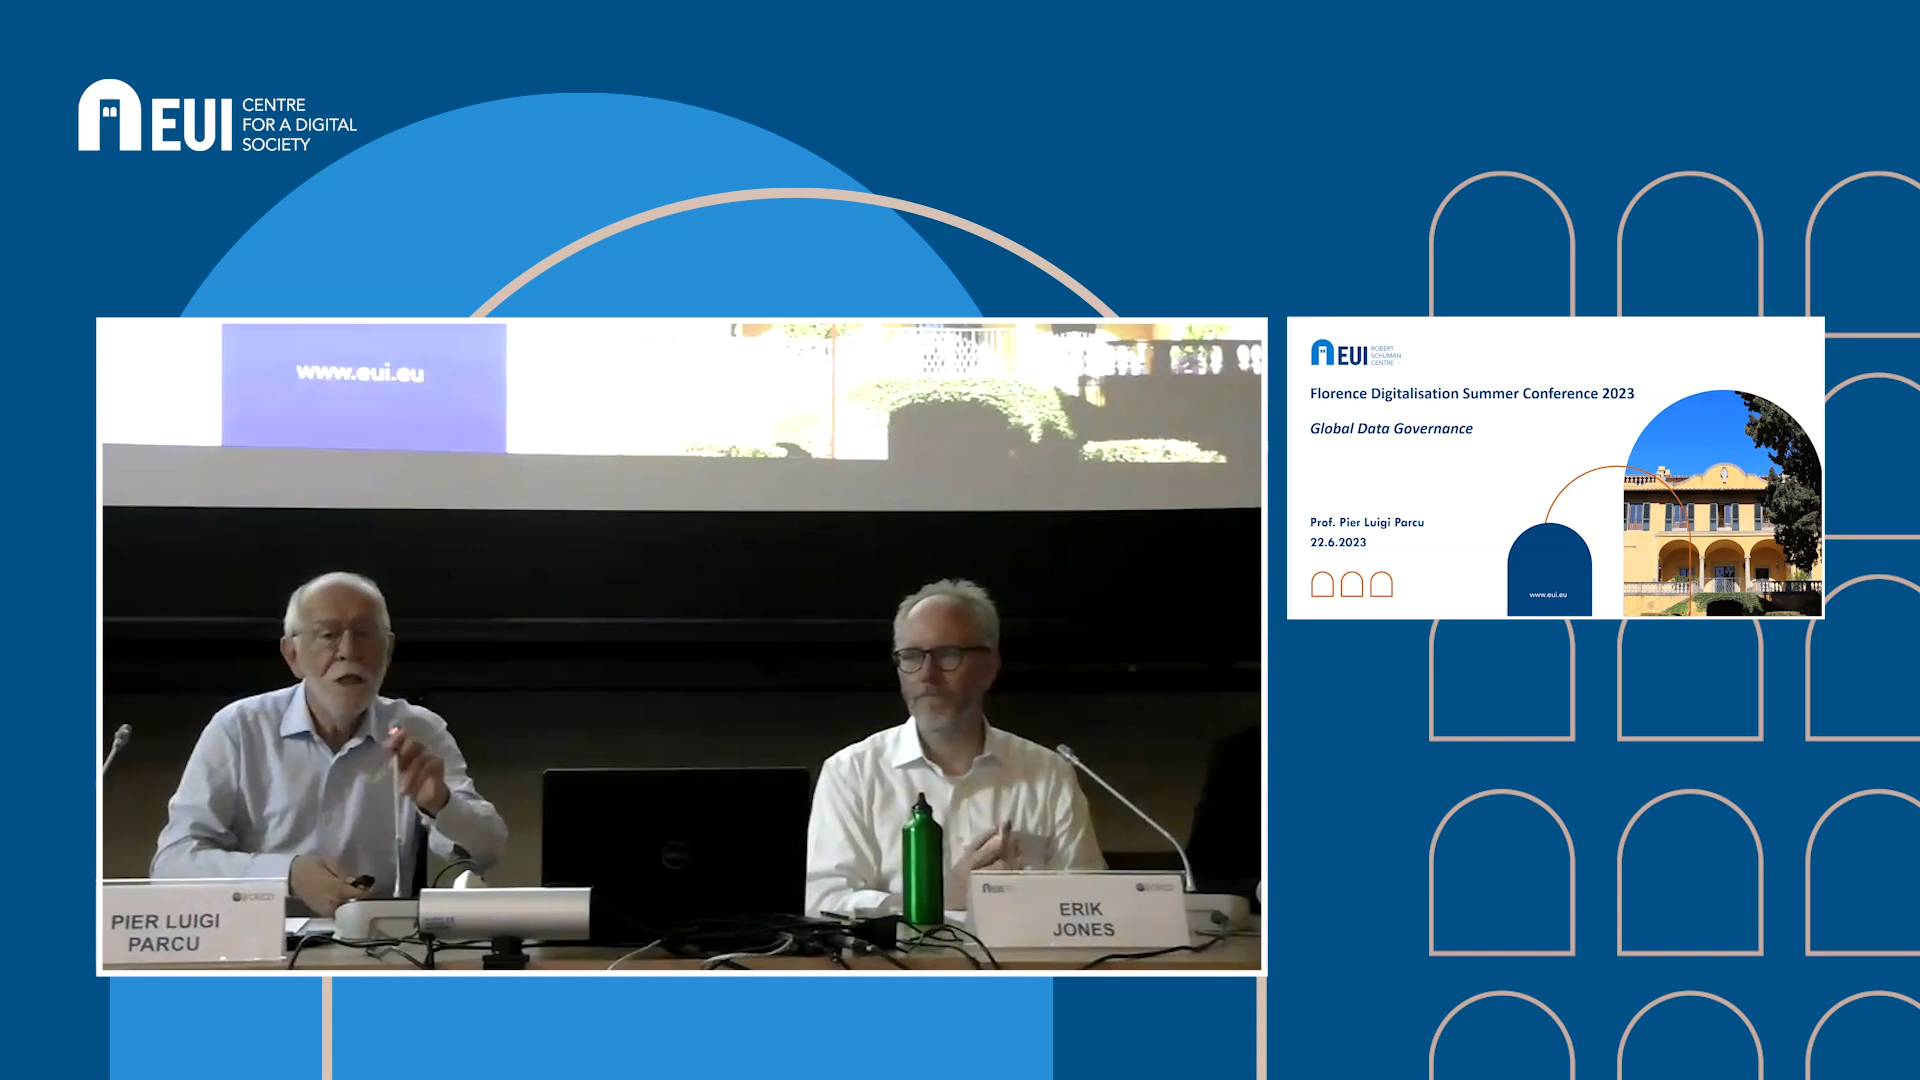 EUI
CENTRE
FOR A DIGITAL
SOCIETY
www.eui.eu
PIER LUIGI
PARCU
ERIK
JONES
EUI
ROBERT
SCHUMAN
CENTRE
Florence Digitalisation Summer Conference 2023
Global Data Governance
Prof. Pier Luigi Parcu
22.6.2023
www.eui.eu